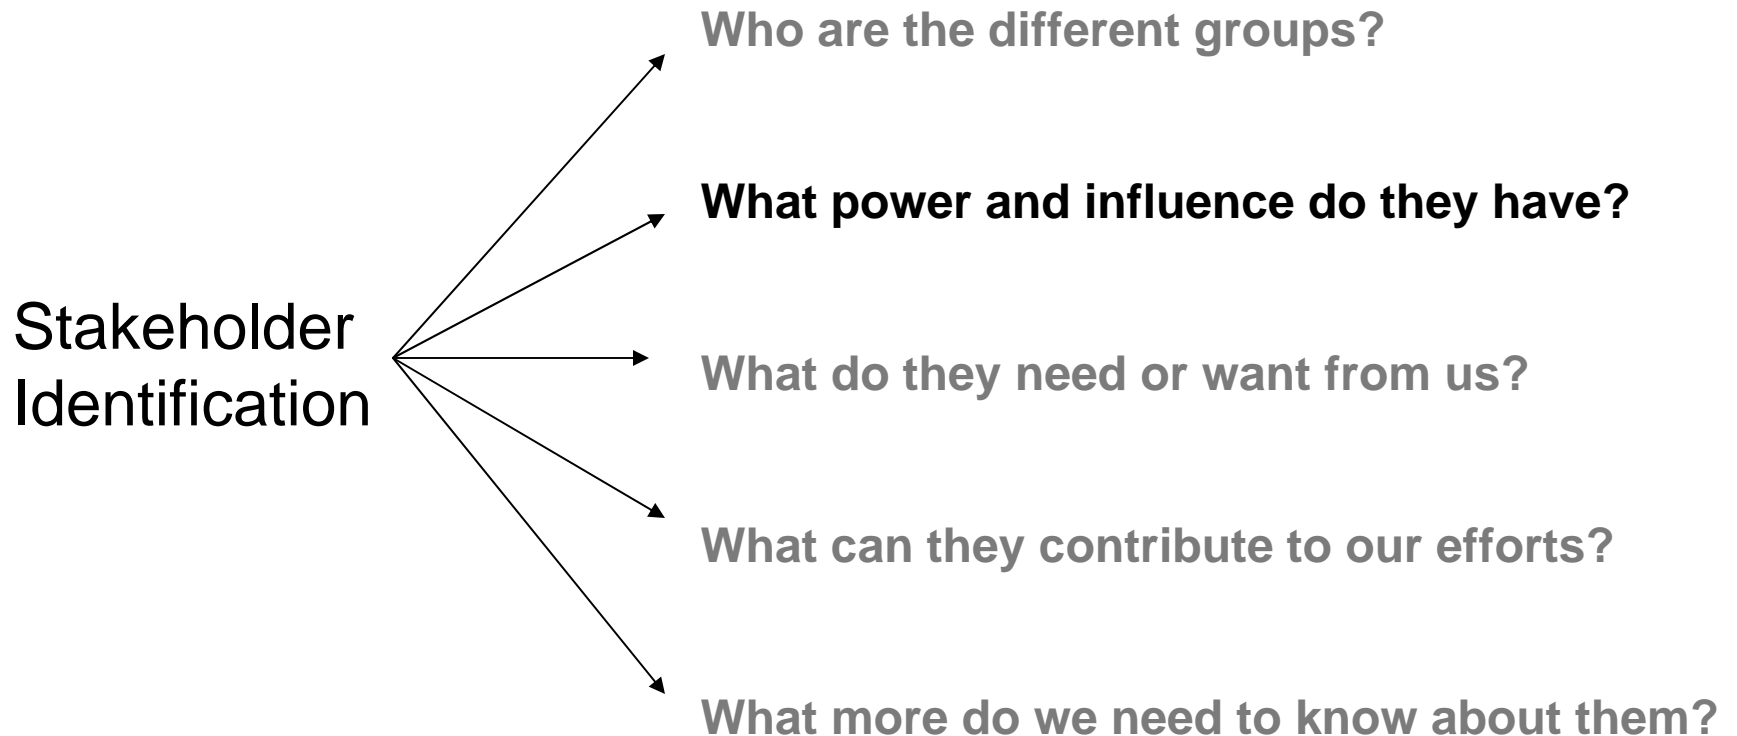 Who are the different groups?
What power and influence do they have?
Stakeholder
Identification
What do they need or want from us?
What can they contribute to our efforts?
What more do we need to know about them?